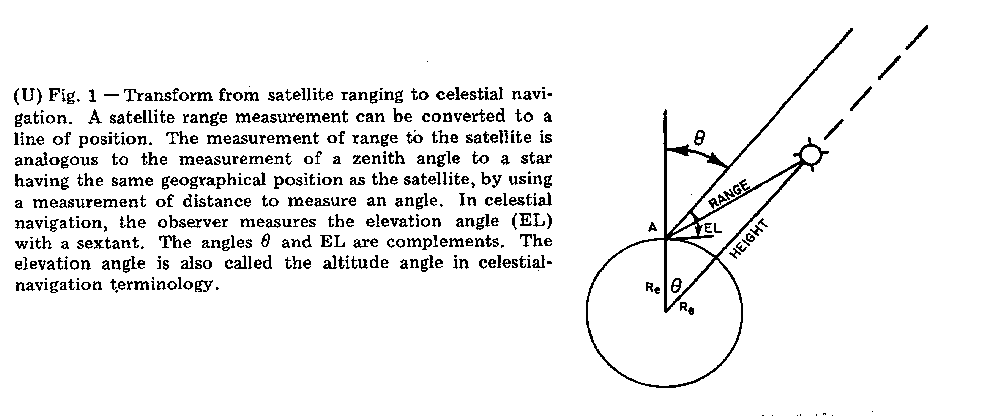 (U) Fig. 1 — Transform from satellite ranging to celestial navi-
gation. A satellite range measurement can be converted to a
line of position. The measurement of range to the satellite is
analogous to the measurement of a zenith angle to a star
having the same geographical position as the satellite, by using
a measurement of distance to measure an angle. In celestial
navigation, the observer measures the elevation angle (EL)
with a sextant. The angles θ and EL are complements. The
elevation angle is also called the altitude angle in celestial-
navigation terminology.
θ
RANGE
A
EL
HEIGHT
Re
θ
Re